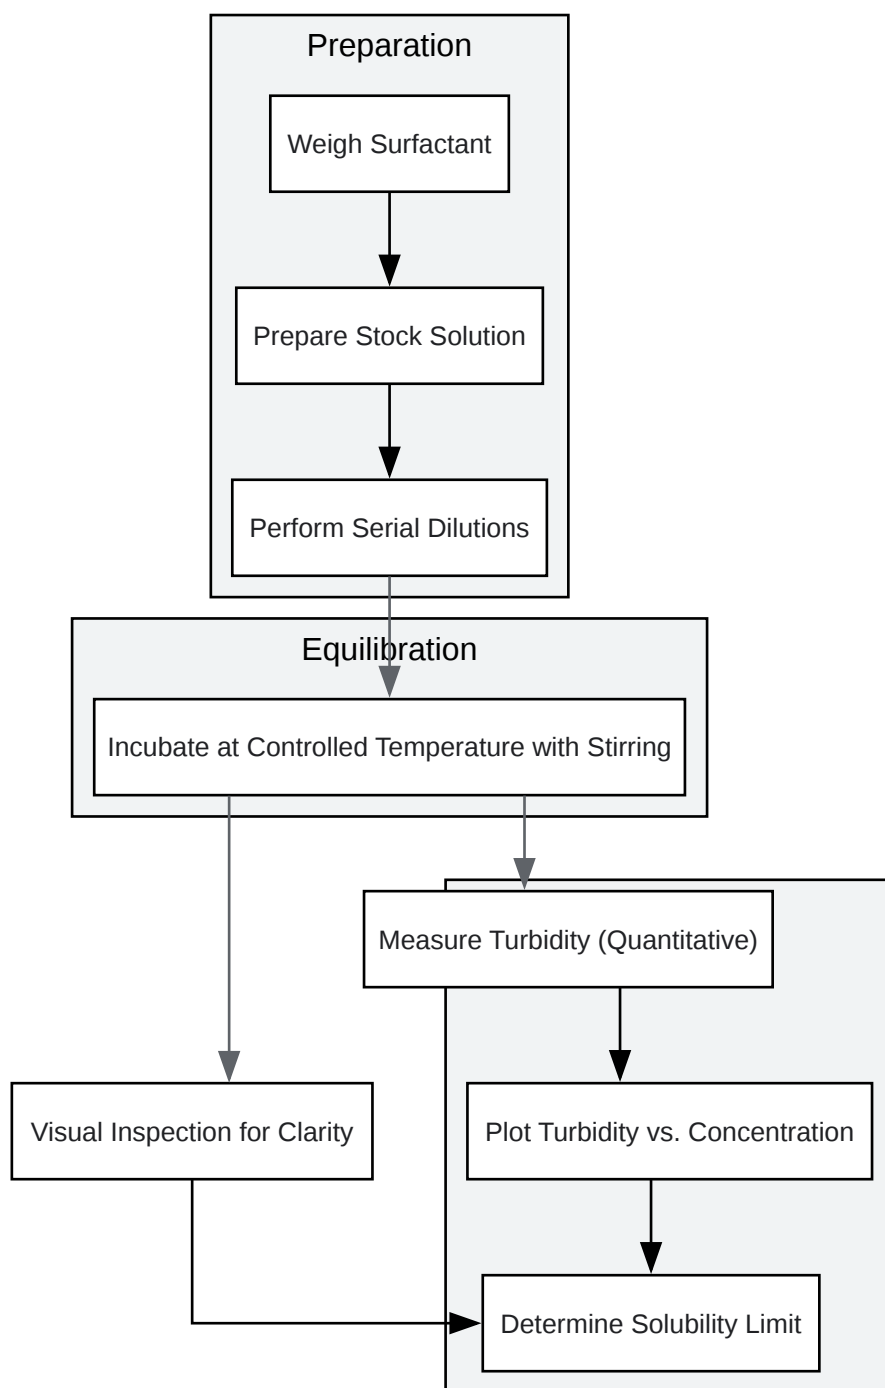 Preparation
Weigh Surfactant
Prepare Stock Solution
Perform Serial Dilutions
Equilibration
Incubate at Controlled Temperature with Stirring
Measure Turbidity (Quantitative)
Visual Inspection for Clarity
Plot Turbidity vs. Concentration
Determine Solubility Limit